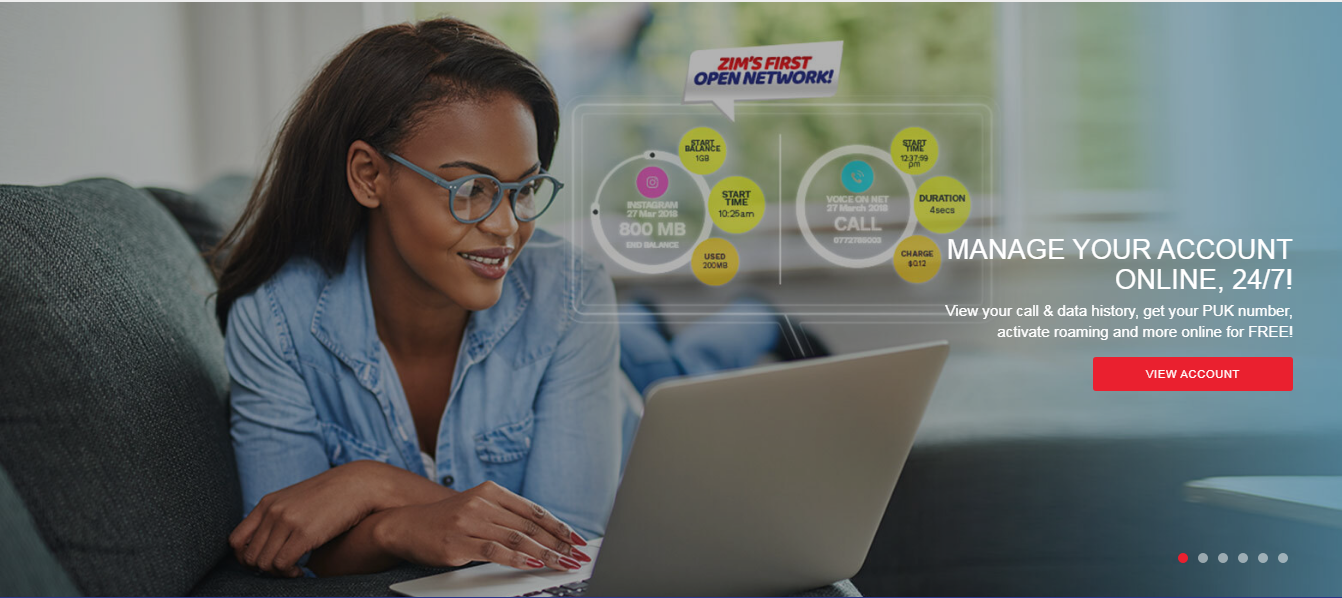 ZIM'S FIRST
OPEN NETWORK!
START
BALANCE
1GB
INSTAGRAM
27 Mar 2018
800 MB
END BALANCE
START
TIME
10:25am
USED
200MB
START
TIME
12:37:59
pm
VOICE ON NET
27 March 2018
CALL
DURATION
4secs
CHARGE
$0.12
MANAGE YOUR ACCOUNT
ONLINE, 24/7!
View your call & data history, get your PUK number,
activate roaming and more online for FREE!
VIEW ACCOUNT